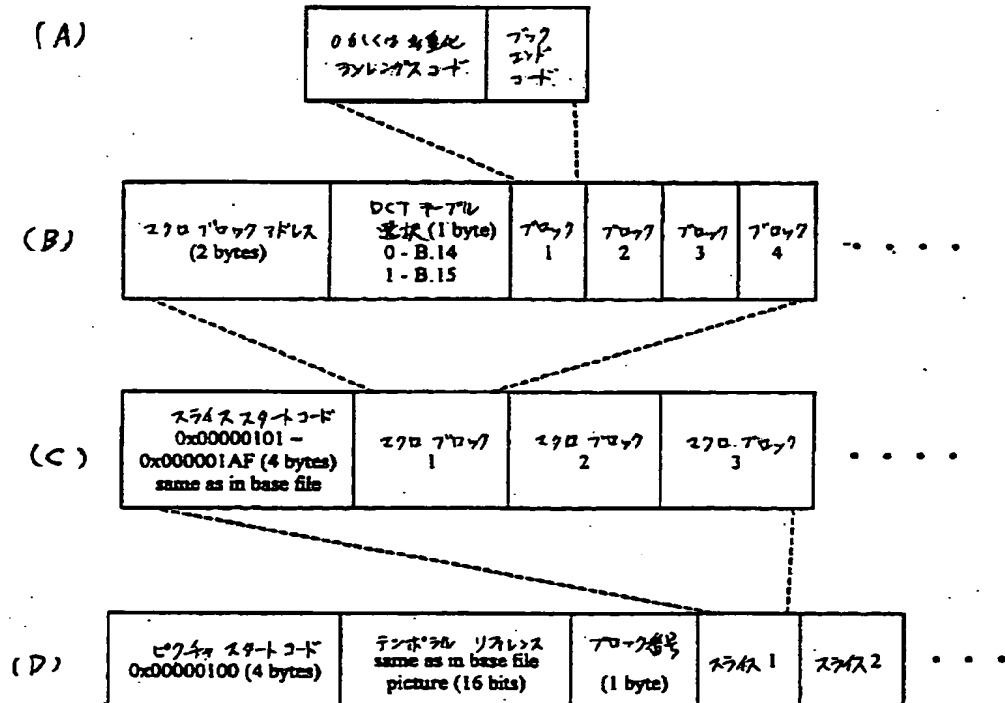 (A)
0もしくは多重化
ランレングスコード
ブロック
エンド
コード
(B)
マクロ ブロック アドレス
(2 bytes)
DCT テーブル
選択 (1 byte)
0 - B.14
1 - B.15
ブロック
1
ブロック
2
ブロック
3
ブロック
4
(C)
スライス スタートコード
0x00000101 –
0x000001AF (4 bytes)
same as in base file
マクロ ブロック
1
マクロ ブロック
2
マクロ ブロック
3
(D)
ピクチャ スタートコード
0x00000100 (4 bytes)
テンポラル リファレンス
same as in base file
picture (16 bits)
ブロック番号
(1 byte)
スライス 1
スライス 2